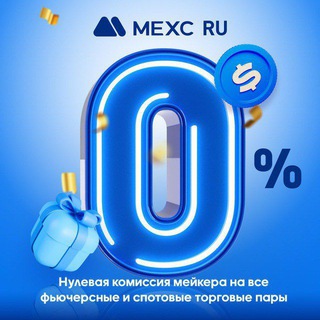 MEXC RU
$
0
%
Нулевая комиссия мейкера на все
фьючерсные и спотовые торговые пары